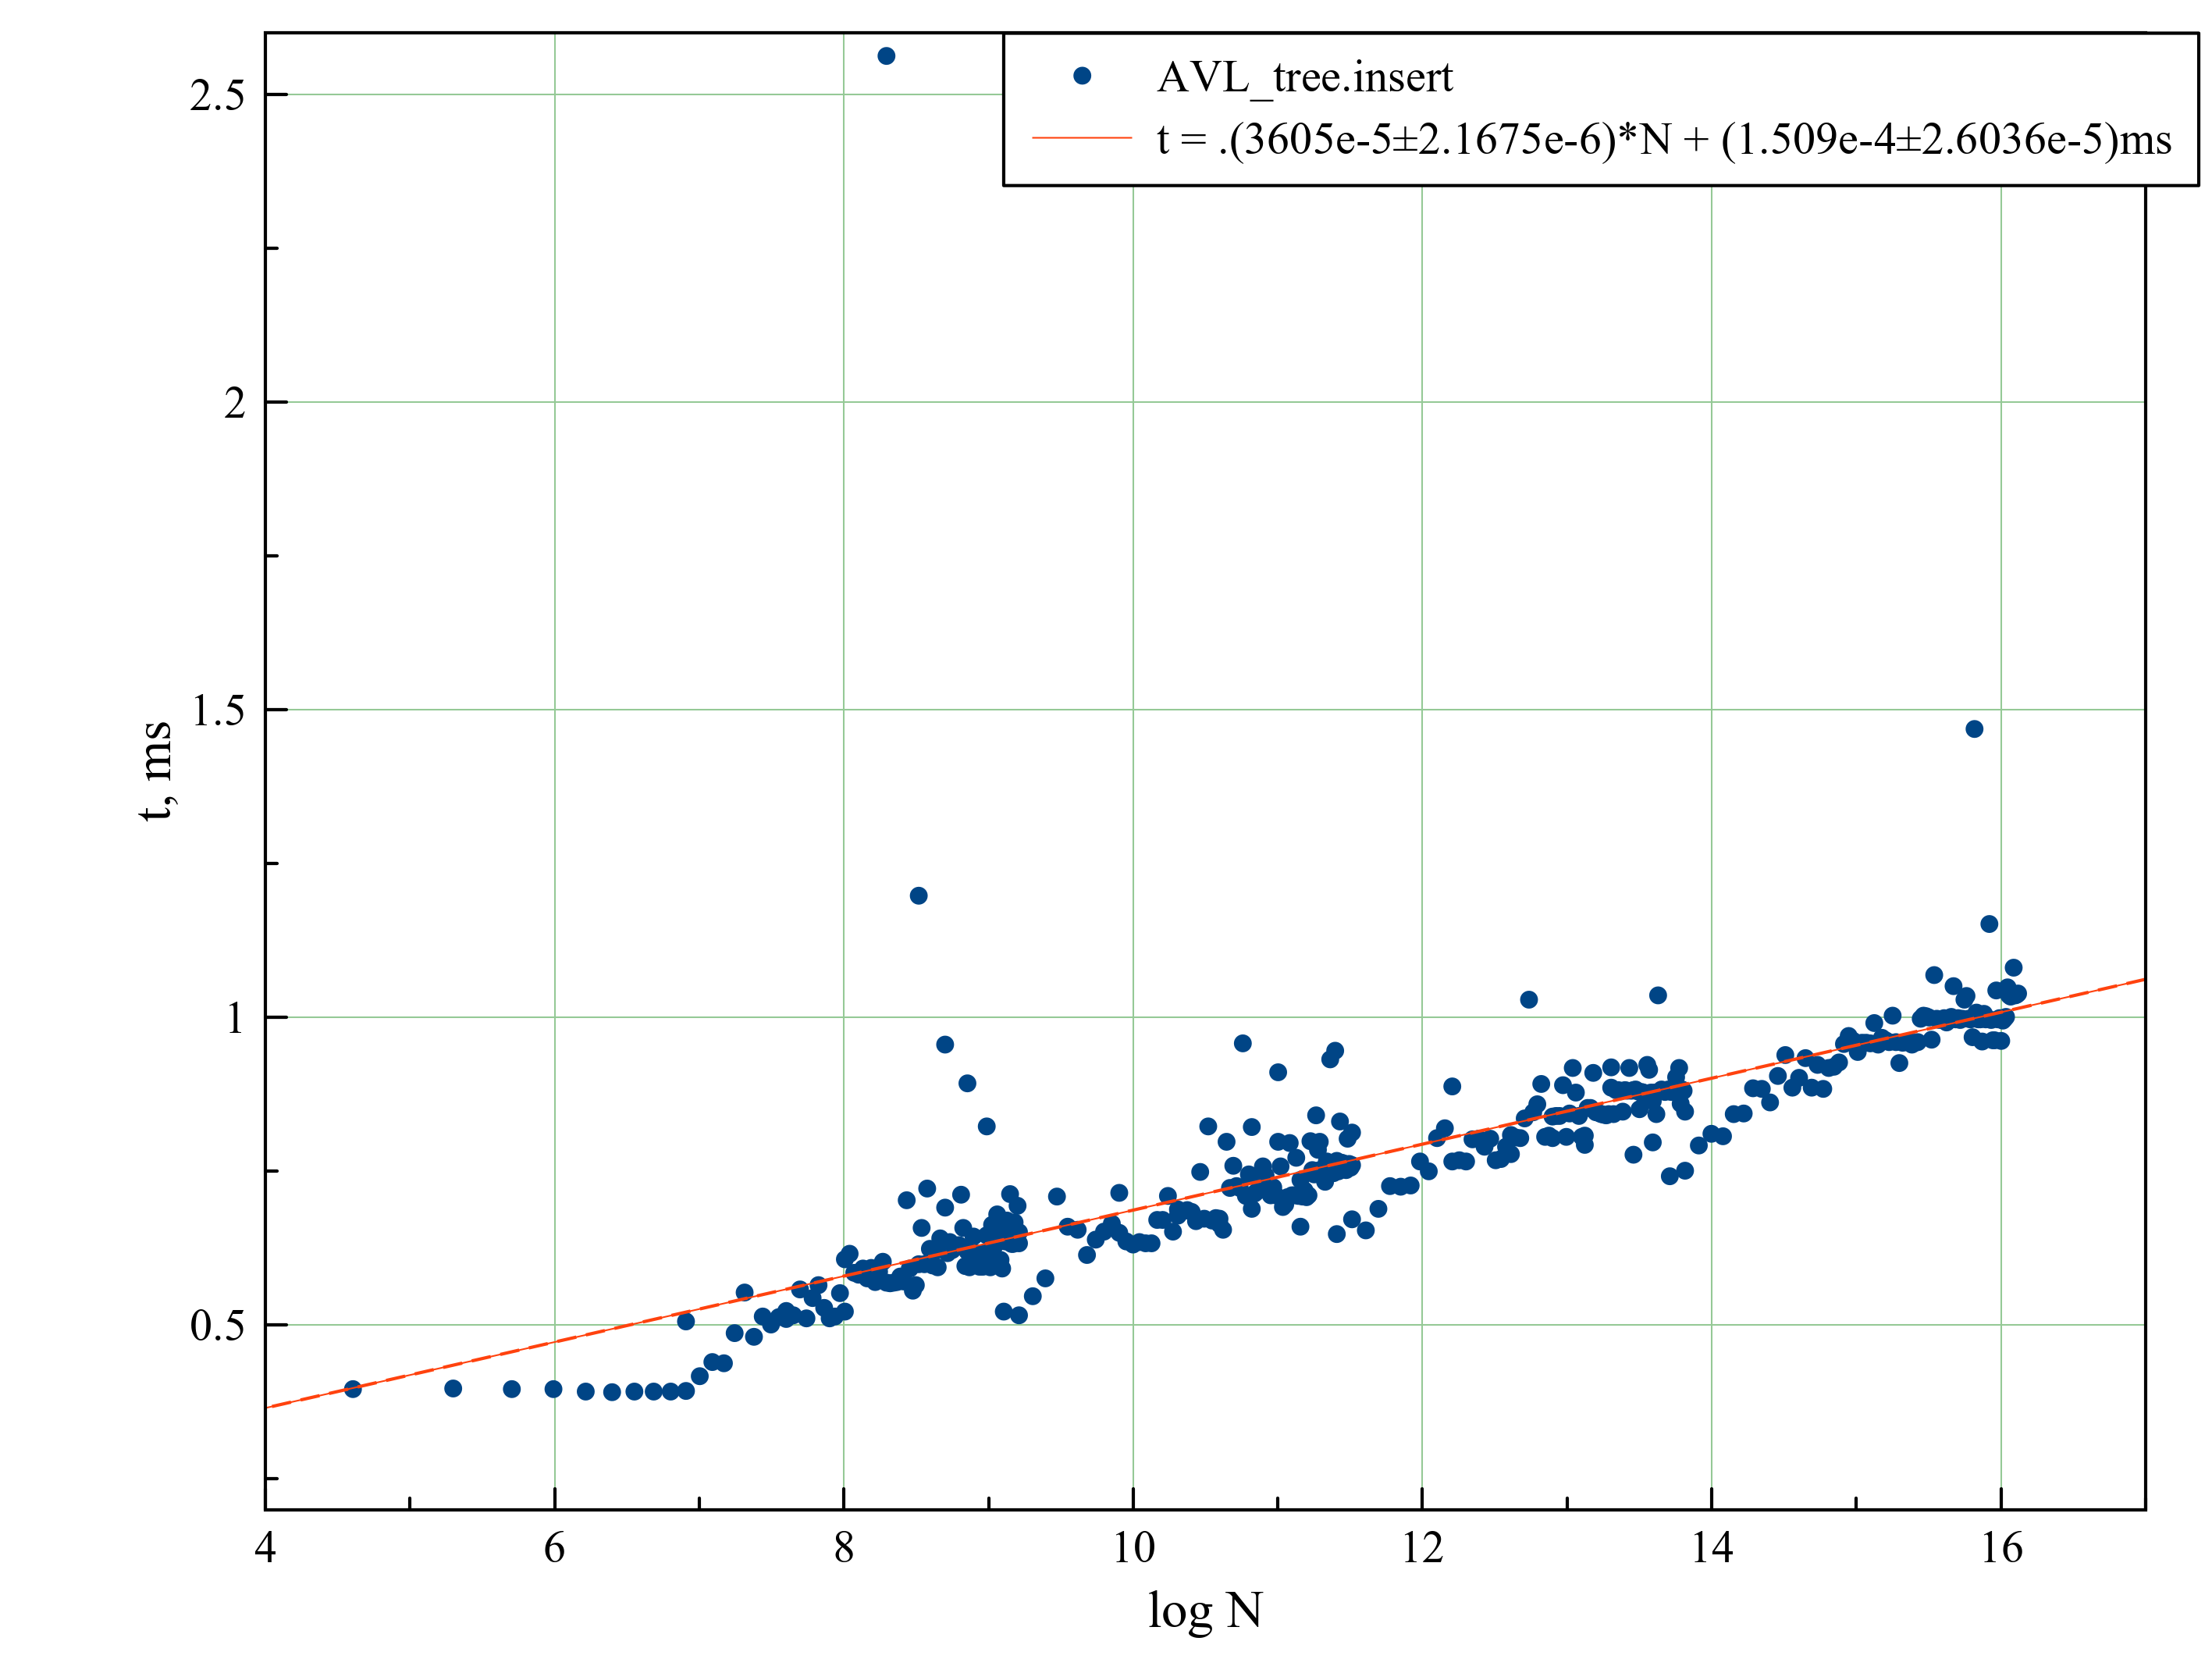 AVL_tree.insert
t = .(3605e-5±2.1675e-6)*N + (1.509e-4±2.6036e-5)ms
2.5
2
1.5
1
0.5
t, ms
4 6 8 10 12 14 16
log N